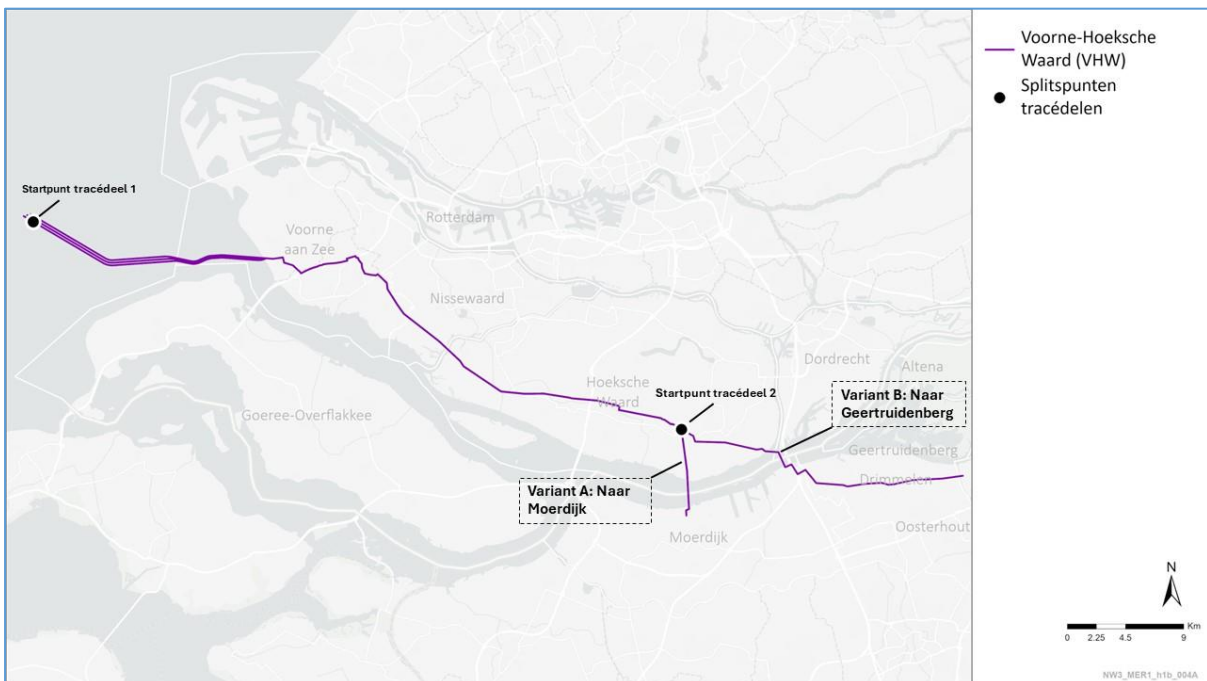 Startpunt tracédeel 1
Rotterdam
Voorne
aan Zee
Nissewaard
Goeree-Overflakkee
Hoeksche
Waard
Startpunt tracédeel 2
Dordrecht
Altena
Variant B: Naar
Geertruidenberg
Geertruidenberg
Drimmelen
Variant A: Naar
Moerdijk
Moerdijk
Oosterhout
Voorne-Hoeksche
Waard (VHW)
Splitspunten
tracédelen
N
Km
0 2.25 4.5 9
NW3_MER1_h1b_004A